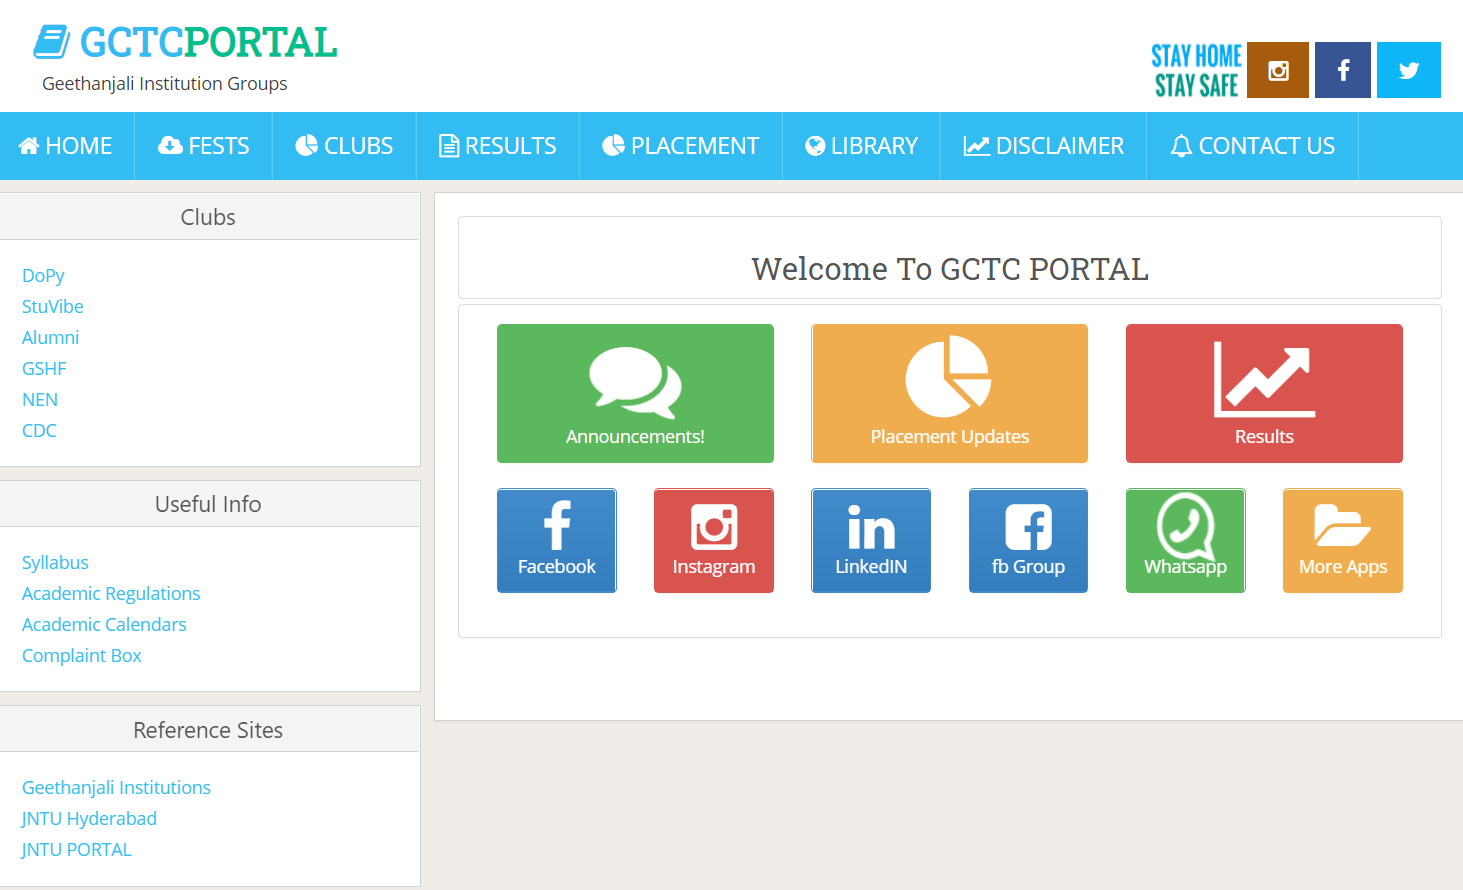 GCTCPORTAL
Geethanjali Institution Groups
STAY HOME
STAY SAFE
HOME
FESTS
CLUBS
RESULTS
PLACEMENT
LIBRARY
DISCLAIMER
CONTACT US
Clubs
DoPy
StuVibe
Alumni
GSHF
NEN
CDC
Useful Info
Syllabus
Academic Regulations
Academic Calendars
Complaint Box
Reference Sites
Geethanjali Institutions
JNTU Hyderabad
JNTU PORTAL
Welcome To GCTC PORTAL
Announcements!
Placement Updates
Results
Facebook
Instagram
LinkedIN
fb Group
Whatsapp
More Apps